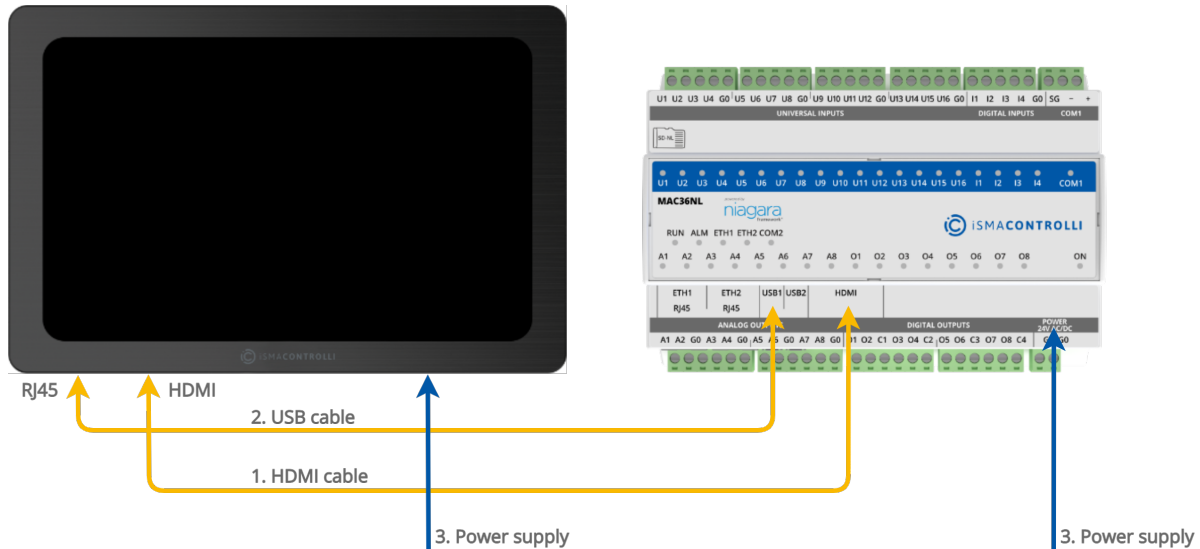 U1 U2 U3 U4 G0 U5 U6 U7 U8 G0 U9 U10 U11 U12 G0 U13 U14 U15 U16 G0 I1 I2 I3 I4 G0 SG - +
UNIVERSAL INPUTS DIGITAL INPUTS COM1
SD NL
U1 U2 U3 U4 U5 U6 U7 U8 U9 U10 U11 U12 U13 U14 U15 U16 I1 I2 I3 I4 COM1
MAC36NL
powered by
niagara
framework
iSMACONTROLLI
RUN ALM ETH1 ETH2 COM2
A1 A2 A3 A4 A5 A6 A7 A8 O1 O2 O3 O4 O5 O6 O7 O8 ON
ETH1 ETH2 USB1 USB2 HDMI
RJ45 RJ45
ANALOG DIGITAL OUTPUTS POWER
24V AC/DC
A1 A2 G0 A3 A4 G0 A5 A6 G0 A7 A8 G0 O1 O2 C1 O3 O4 C2 O5 O6 C3 O7 O8 C4 G0
iSMACONTROLLI
RJ45 HDMI
2. USB cable
1. HDMI cable
3. Power supply
3. Power supply